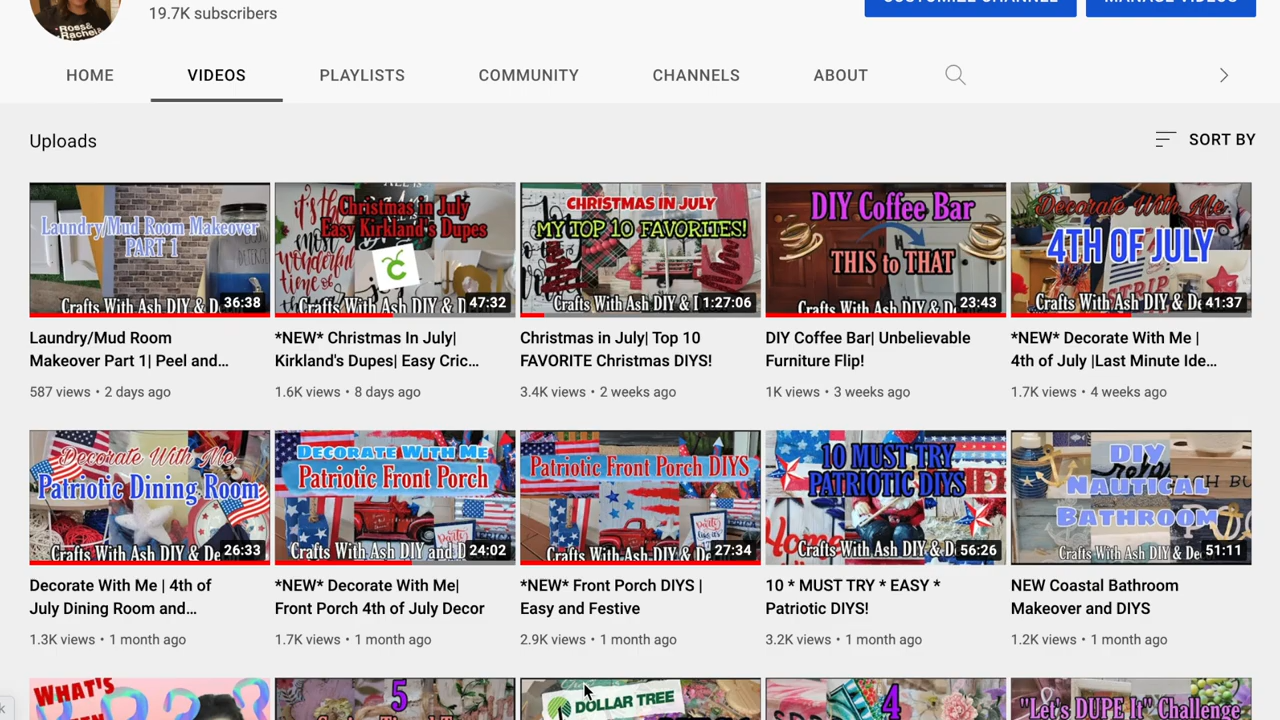 Ross&
Rachel&
19.7K subscribers
CUSTOMIZE CHANNEL
MANAGE VIDEOS
HOME
VIDEOS
PLAYLISTS
COMMUNITY
CHANNELS
ABOUT
Uploads
SORT BY
Laundry/Mud Room Makeover
PART 1
Crafts With Ash DIY & D
36:38
it's the
most
wonderful
time
Christmas in July
Easy Kirkland's Dupes
Crafts With Ash DIY & D
47:32
CHRISTMAS IN JULY
MY TOP 10 FAVORITES!
Crafts With Ash DIY & I
1:27:06
DIY Coffee Bar
THIS to THAT
Crafts With Ash DIY &
23:43
Decorate With Me
4TH OF JULY
Crafts With Ash DIY & De
41:37
Laundry/Mud Room
Makeover Part 1| Peel and...
587 views • 2 days ago
*NEW* Christmas In July|
Kirkland's Dupes| Easy Cric...
1.6K views • 8 days ago
Christmas in July| Top 10
FAVORITE Christmas DIYS!
3.4K views • 2 weeks ago
DIY Coffee Bar| Unbelievable
Furniture Flip!
1K views • 3 weeks ago
*NEW* Decorate With Me |
4th of July |Last Minute Ide...
1.7K views • 4 weeks ago
Decorate With Me
Patriotic Dining Room
Crafts With Ash DIY & De
26:33
Decorate With Me
Patriotic Front Porch
Crafts With Ash DIY and D
24:02
Patriotic Front Porch DIYS
Crafts With Ash DIY & De
27:34
10 MUST TRY
PATRIOTIC DIYS
Crafts With Ash DIY & D
56:26
DIY
NAUTICAL
BATHROOM
Crafts With Ash DIY & De
51:11
Decorate With Me | 4th of
July Dining Room and...
1.3K views • 1 month ago
*NEW* Decorate With Me|
Front Porch 4th of July Decor
1.7K views • 1 month ago
*NEW* Front Porch DIYS |
Easy and Festive
2.9K views • 1 month ago
10 * MUST TRY * EASY *
Patriotic DIYS!
3.2K views • 1 month ago
NEW Coastal Bathroom
Makeover and DIYS
1.2K views • 1 month ago
WHAT'S
5
DOLLAR TREE
4
"Let's DUPE It" Challenge